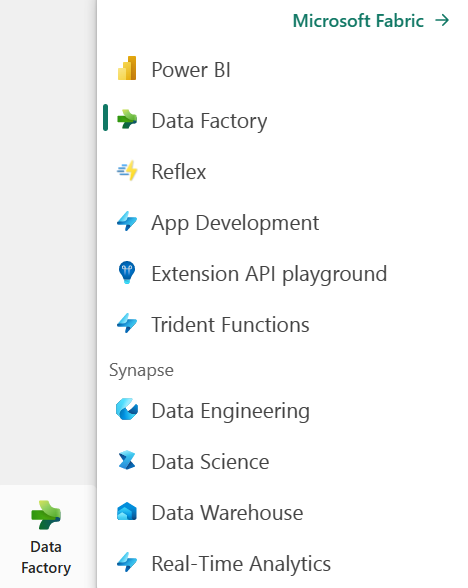 Microsoft Fabric →
Power BI
Data Factory
Reflex
App Development
Extension API playground
Trident Functions
Synapse
Data Engineering
Data Science
Data Warehouse
Real-Time Analytics
Data
Factory